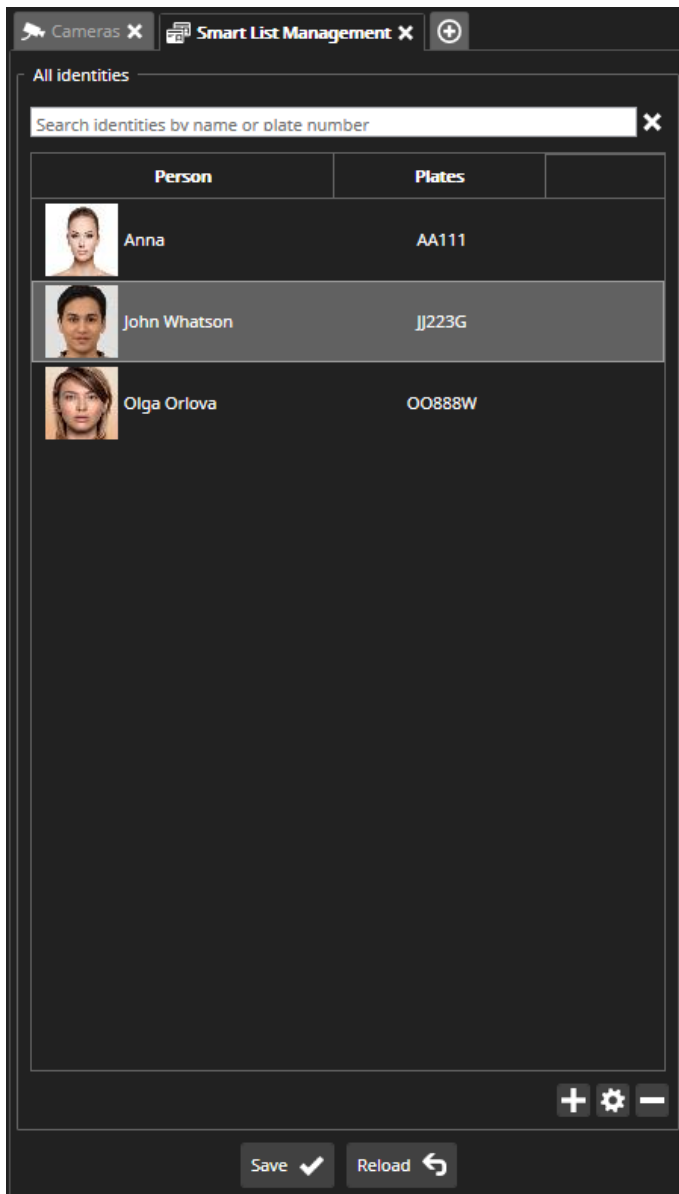 Cameras
Smart List Management
All identities
Search identities by name or plate number
Person Plates
Anna AA111
John Whatson JJ223G
Olga Orlova OO888W
Save Reload